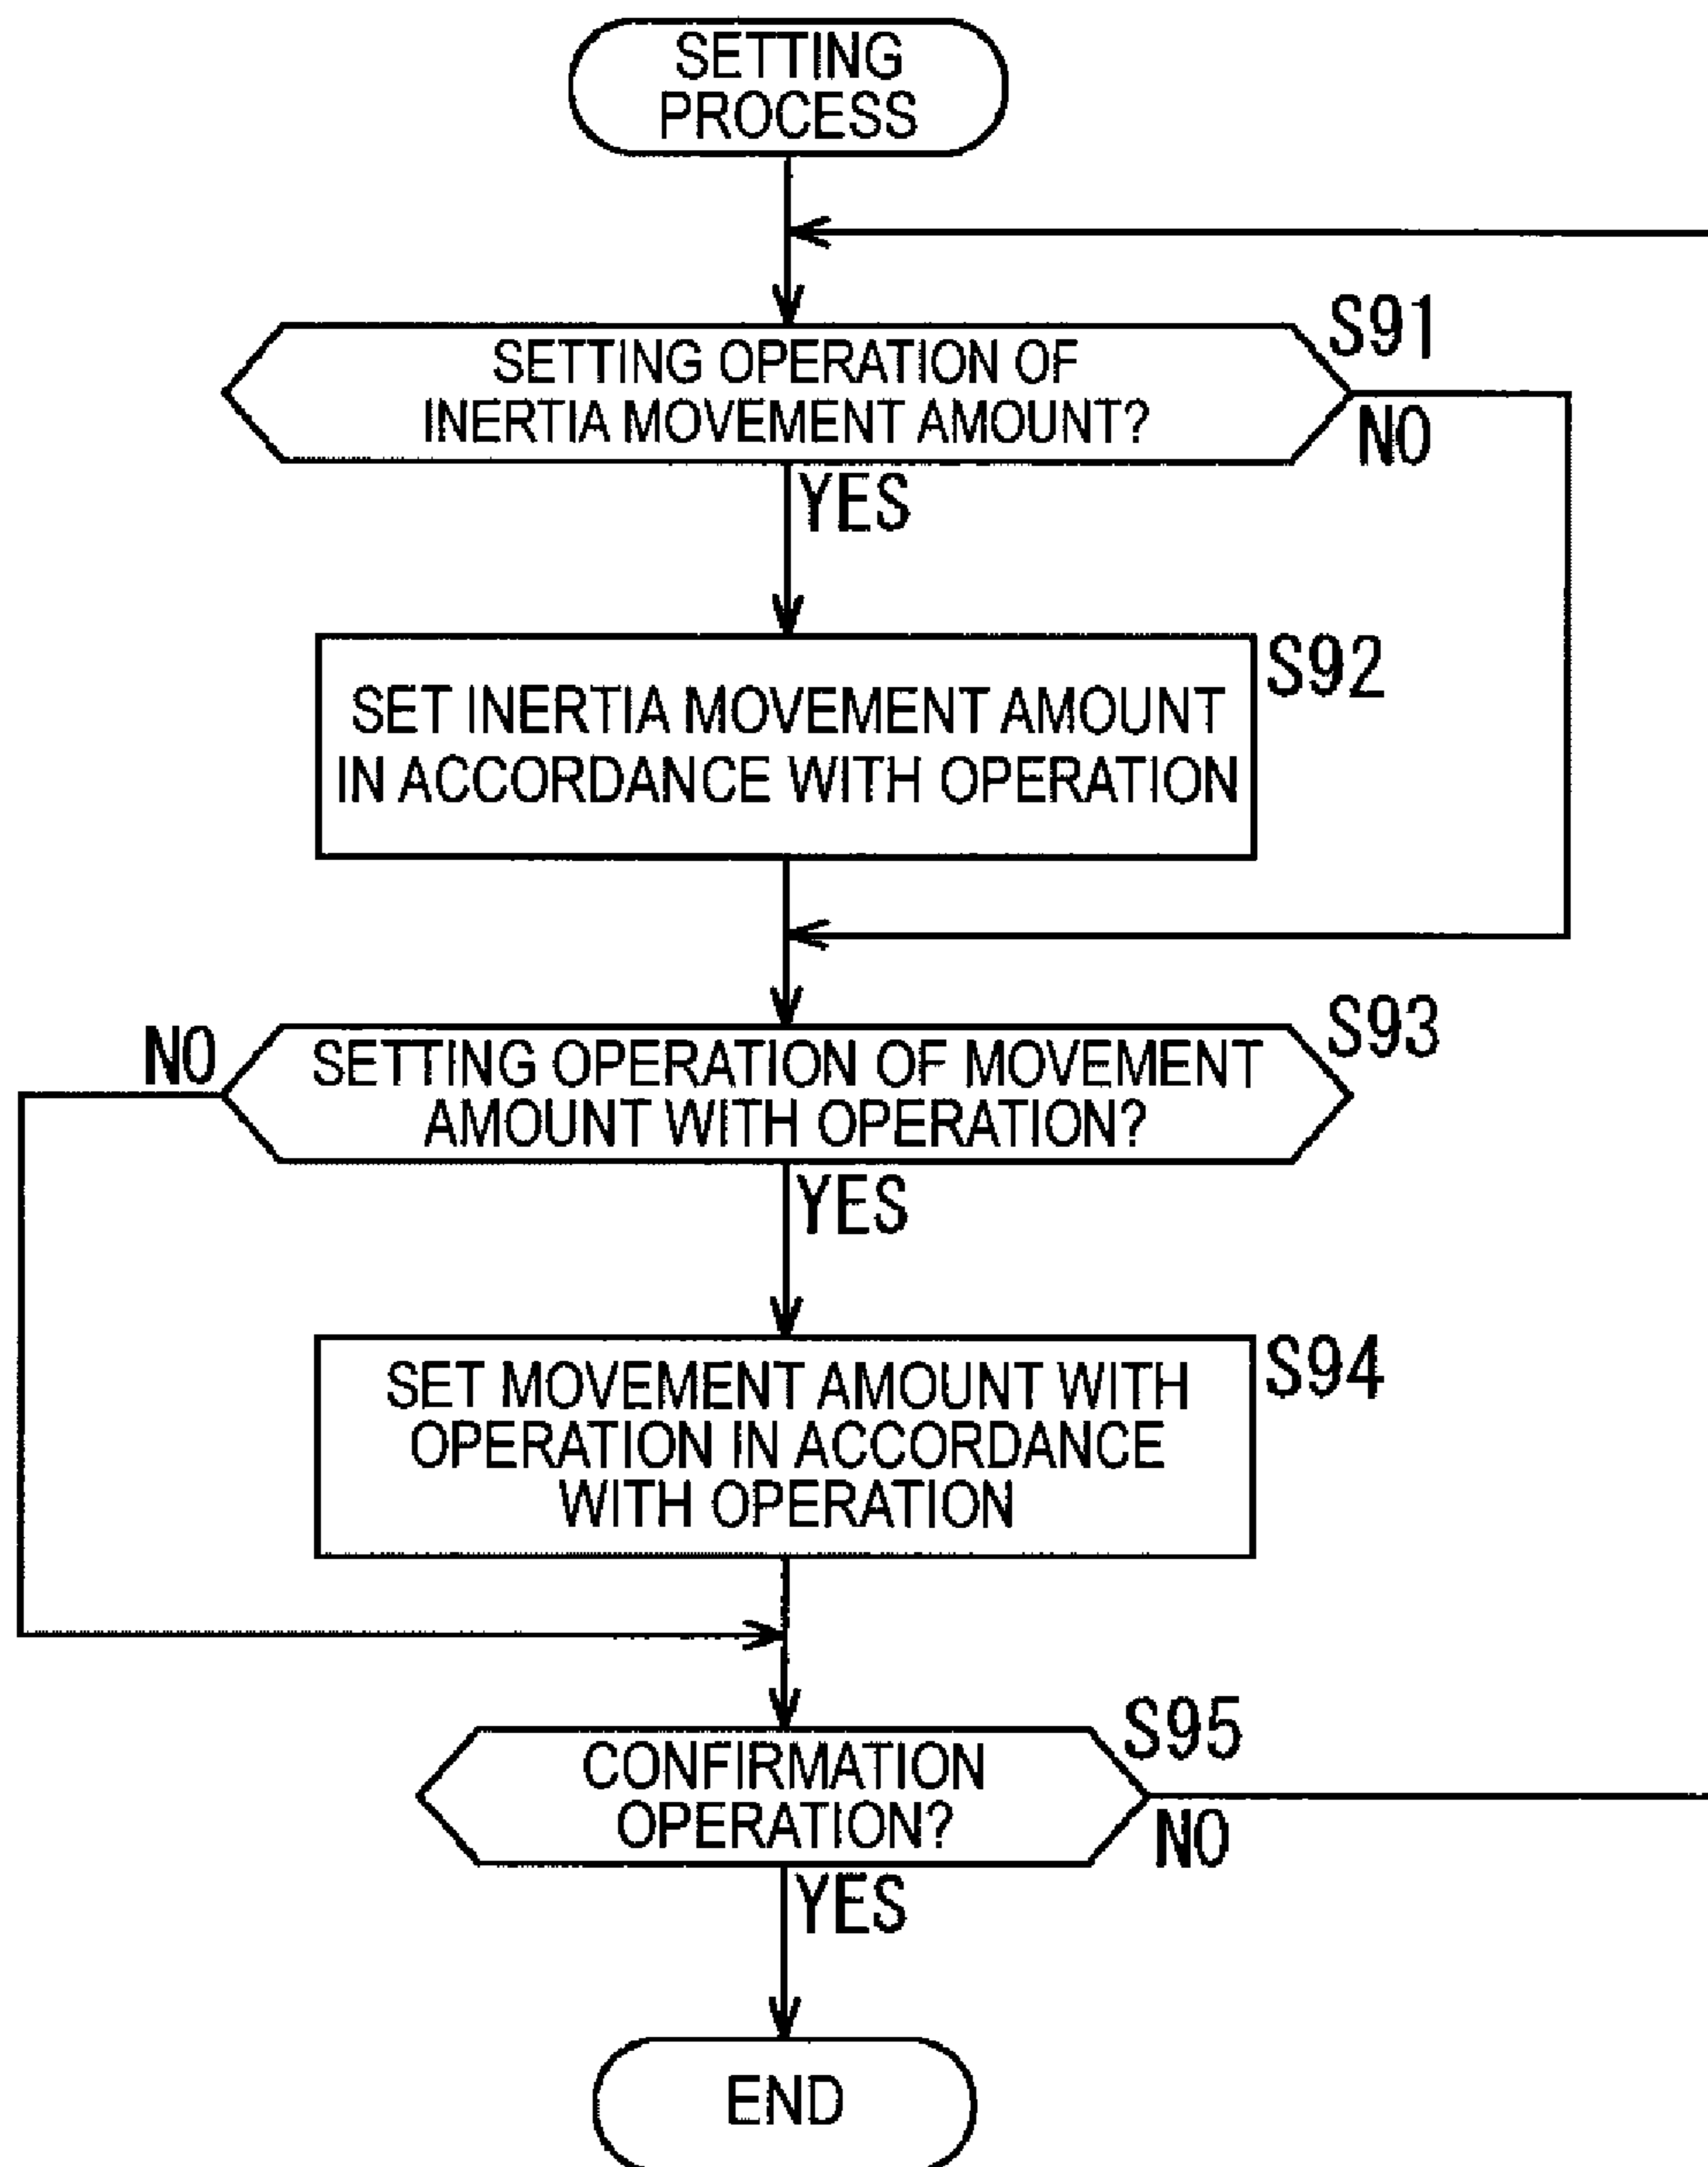 SETTING
PROCESS
S91
SETTING OPERATION OF
INERTIA MOVEMENT AMOUNT?
NO
YES
S92
SET INERTIA MOVEMENT AMOUNT
IN ACCORDANCE WITH OPERATION
S93
NO
SETTING OPERATION OF MOVEMENT
AMOUNT WITH OPERATION?
YES
S94
SET MOVEMENT AMOUNT WITH
OPERATION IN ACCORDANCE
WITH OPERATION
S95
CONFIRMATION
OPERATION?
NO
YES
END